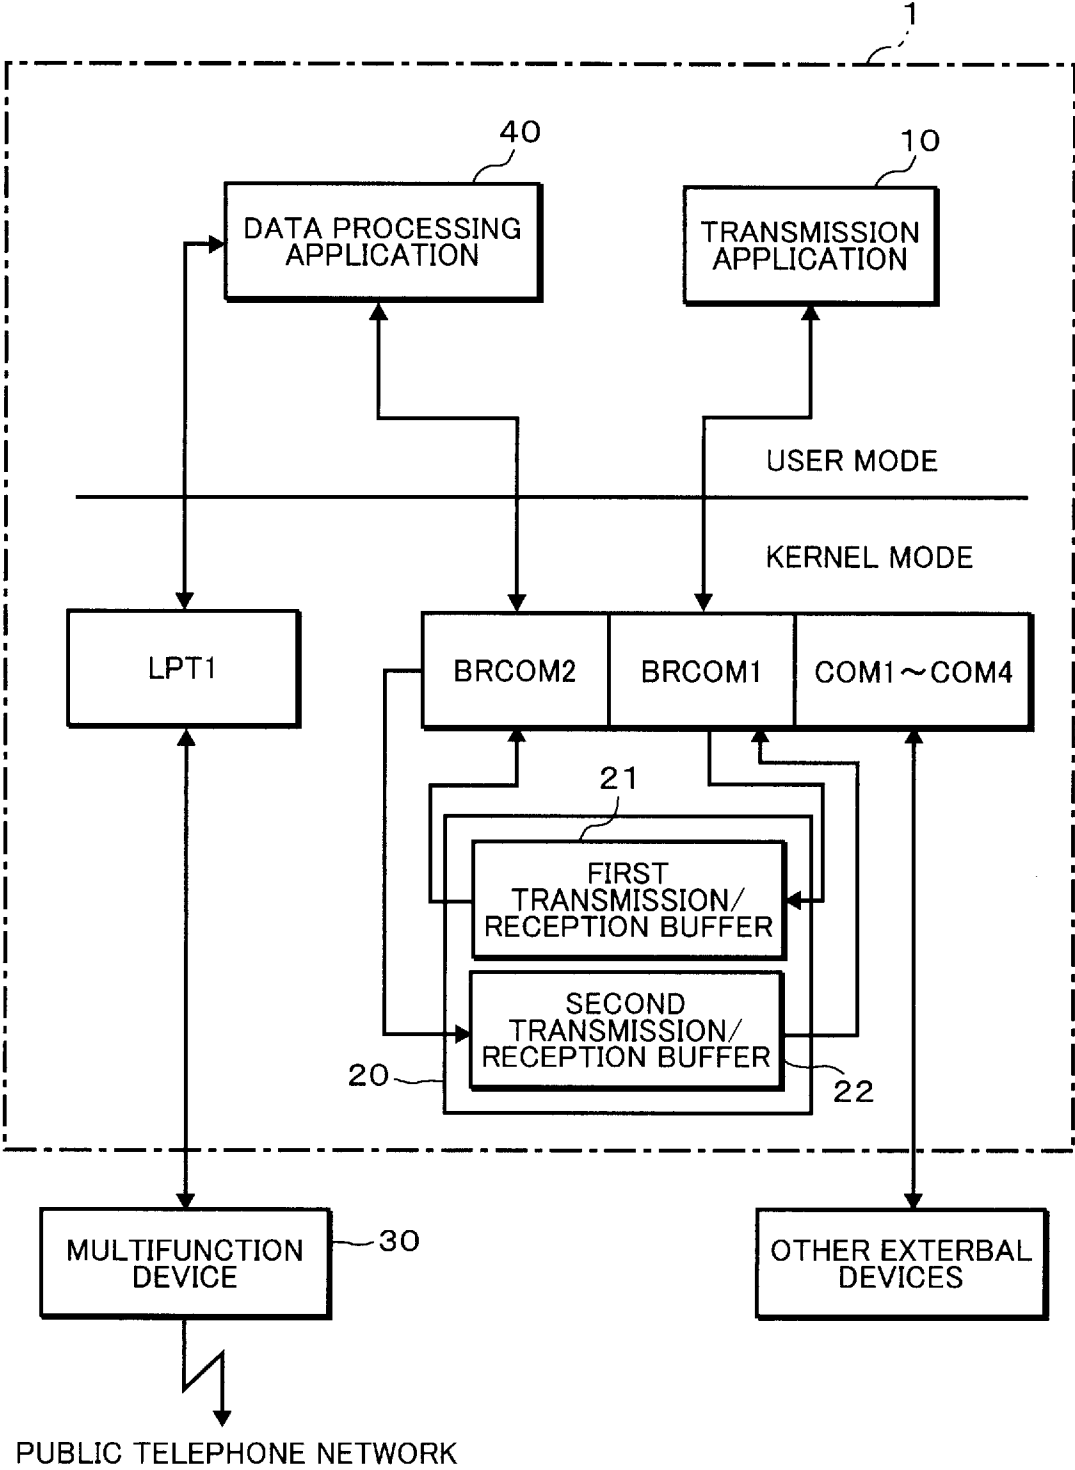 1
40
10
DATA PROCESSING
APPLICATION
TRANSMISSION
APPLICATION
USER MODE
KERNEL MODE
LPT1
BRCOM2
BRCOM1
COM1～COM4
21
FIRST
TRANSMISSION/
RECEPTION BUFFER
SECOND
TRANSMISSION/
RECEPTION BUFFER
20
22
MULTIFUNCTION
DEVICE
30
OTHER EXTERBAL
DEVICES
PUBLIC TELEPHONE NETWORK